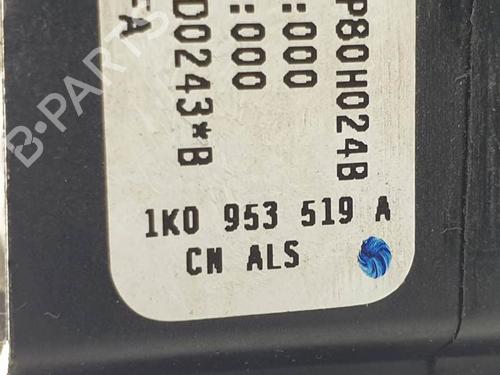 P80H024B
:000
:000
D0243*B
-A
1K0 953 519 A
CN ALS
B-PARTS